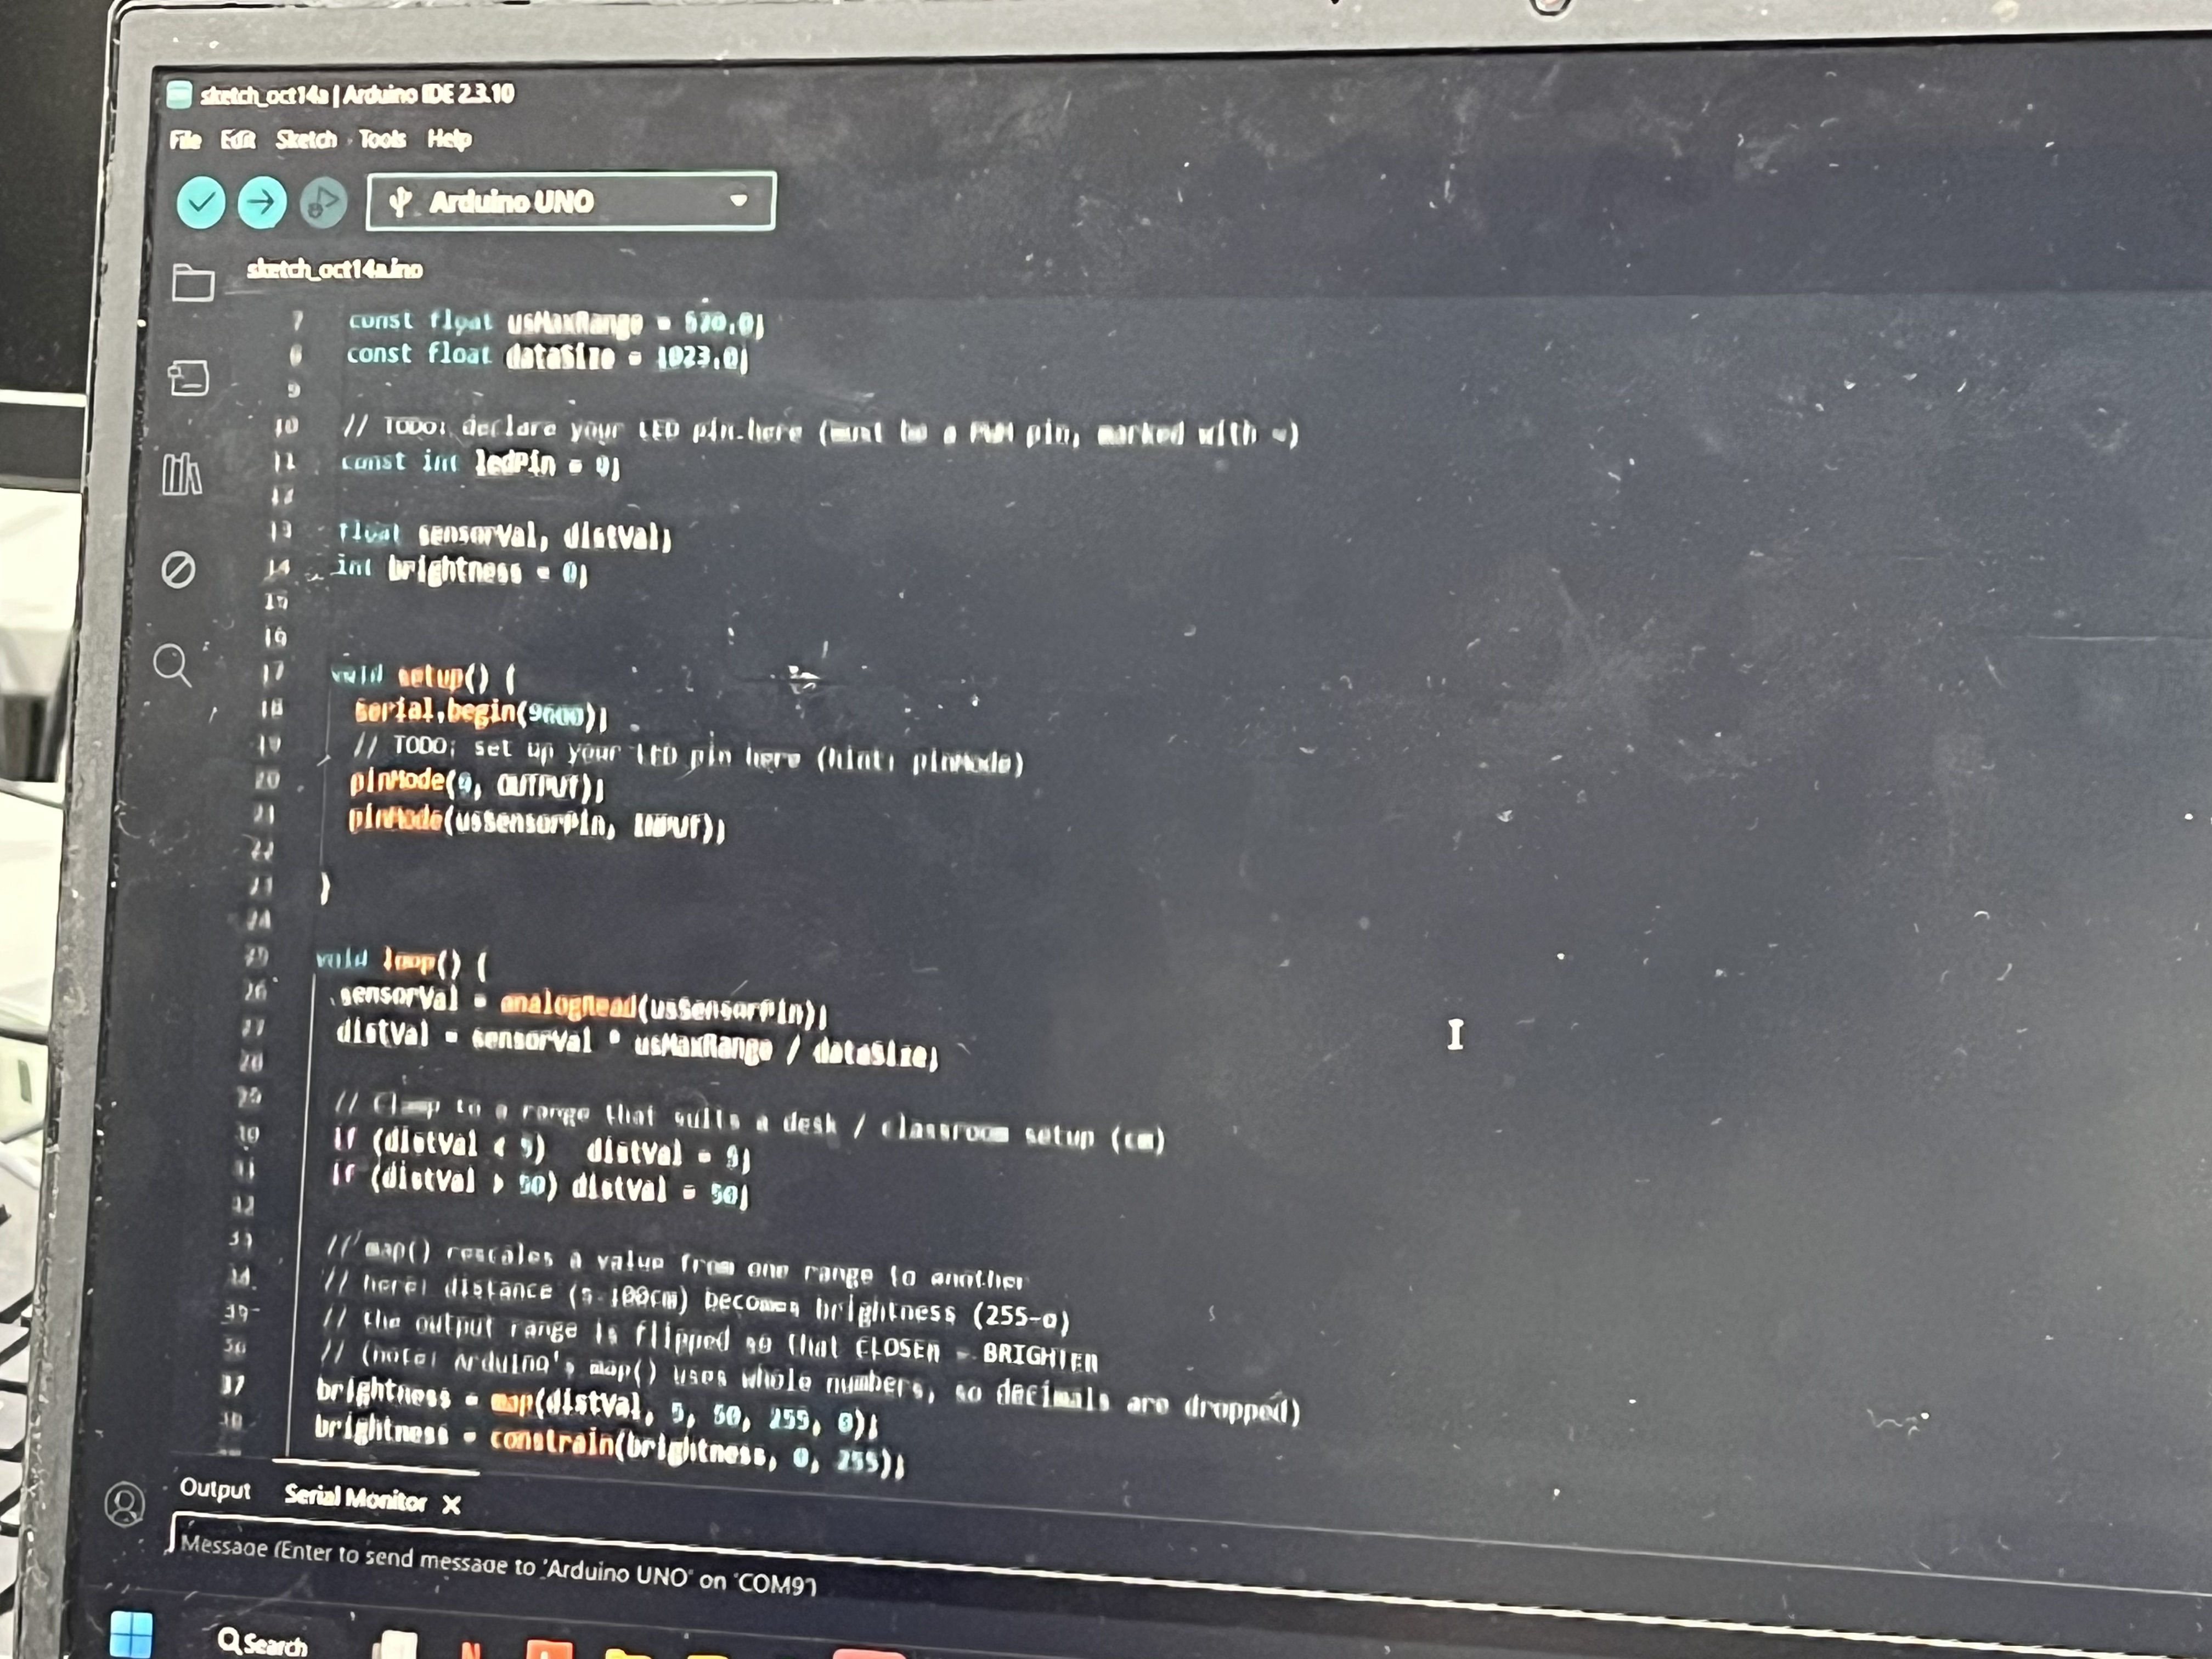 sketch_oct14a | Arduino IDE 2.3.10
File Edit Sketch Tools Help
Arduino UNO
sketch_oct14a.ino
7 const float usMaxRange = 520.0;
8 const float dataSize = 1023.0;
9
10 // TODO: declare your LED pin here (must be a PWM pin, marked with ~)
11 const int ledPin = 9;
12
13 float sensorVal, distVal;
14 int brightness = 0;
15
16
17 void setup() {
18 Serial.begin(9600);
19 // TODO: set up your LED pin here (hint: pinMode)
20 pinMode(9, OUTPUT);
21 pinMode(usSensorPin, INPUT);
22
23 }
24
25 void loop() {
26 sensorVal = analogRead(usSensorPin);
27 distVal = sensorVal * usMaxRange / dataSize;
28
29 // Clamp to a range that suits a desk / classroom setup (cm)
30 if (distVal < 5) distVal = 5;
31 if (distVal > 50) distVal = 50;
32
33 // map() rescales a value from one range to another
34 // here: distance (5-100cm) becomes brightness (255-0)
35 // the output range is flipped so that CLOSER = BRIGHTER
36 // (note: Arduino's map() uses whole numbers, so decimals are dropped)
37 brightness = map(distVal, 5, 50, 255, 0);
38 brightness = constrain(brightness, 0, 255);
Output Serial Monitor
Message (Enter to send message to 'Arduino UNO' on 'COM9')
Search